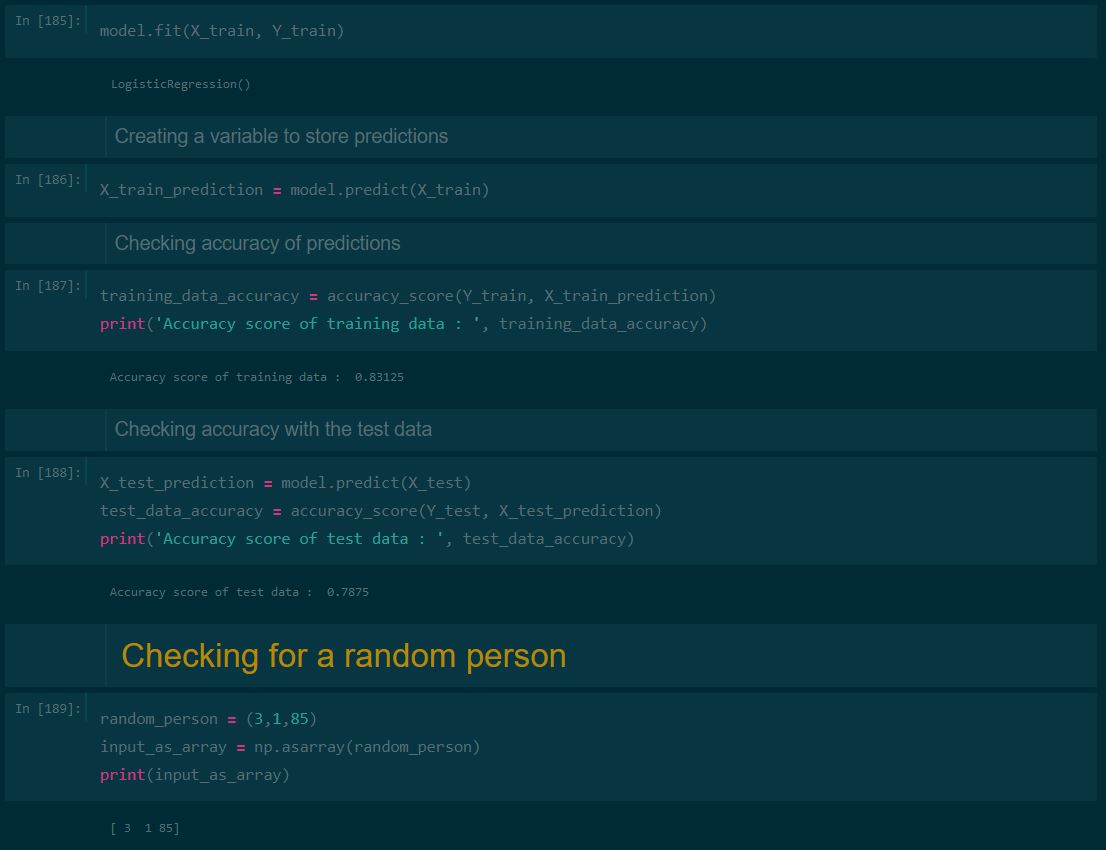 In [185]:
model.fit(X_train, Y_train)
LogisticRegression()
Creating a variable to store predictions
In [186]:
X_train_prediction = model.predict(X_train)
Checking accuracy of predictions
In [187]:
training_data_accuracy = accuracy_score(Y_train, X_train_prediction)
print('Accuracy score of training data : ', training_data_accuracy)
Accuracy score of training data :  0.83125
Checking accuracy with the test data
In [188]:
X_test_prediction = model.predict(X_test)
test_data_accuracy = accuracy_score(Y_test, X_test_prediction)
print('Accuracy score of test data : ', test_data_accuracy)
Accuracy score of test data :  0.7875
Checking for a random person
In [189]:
random_person = (3,1,85)
input_as_array = np.asarray(random_person)
print(input_as_array)
[ 3  1 85]